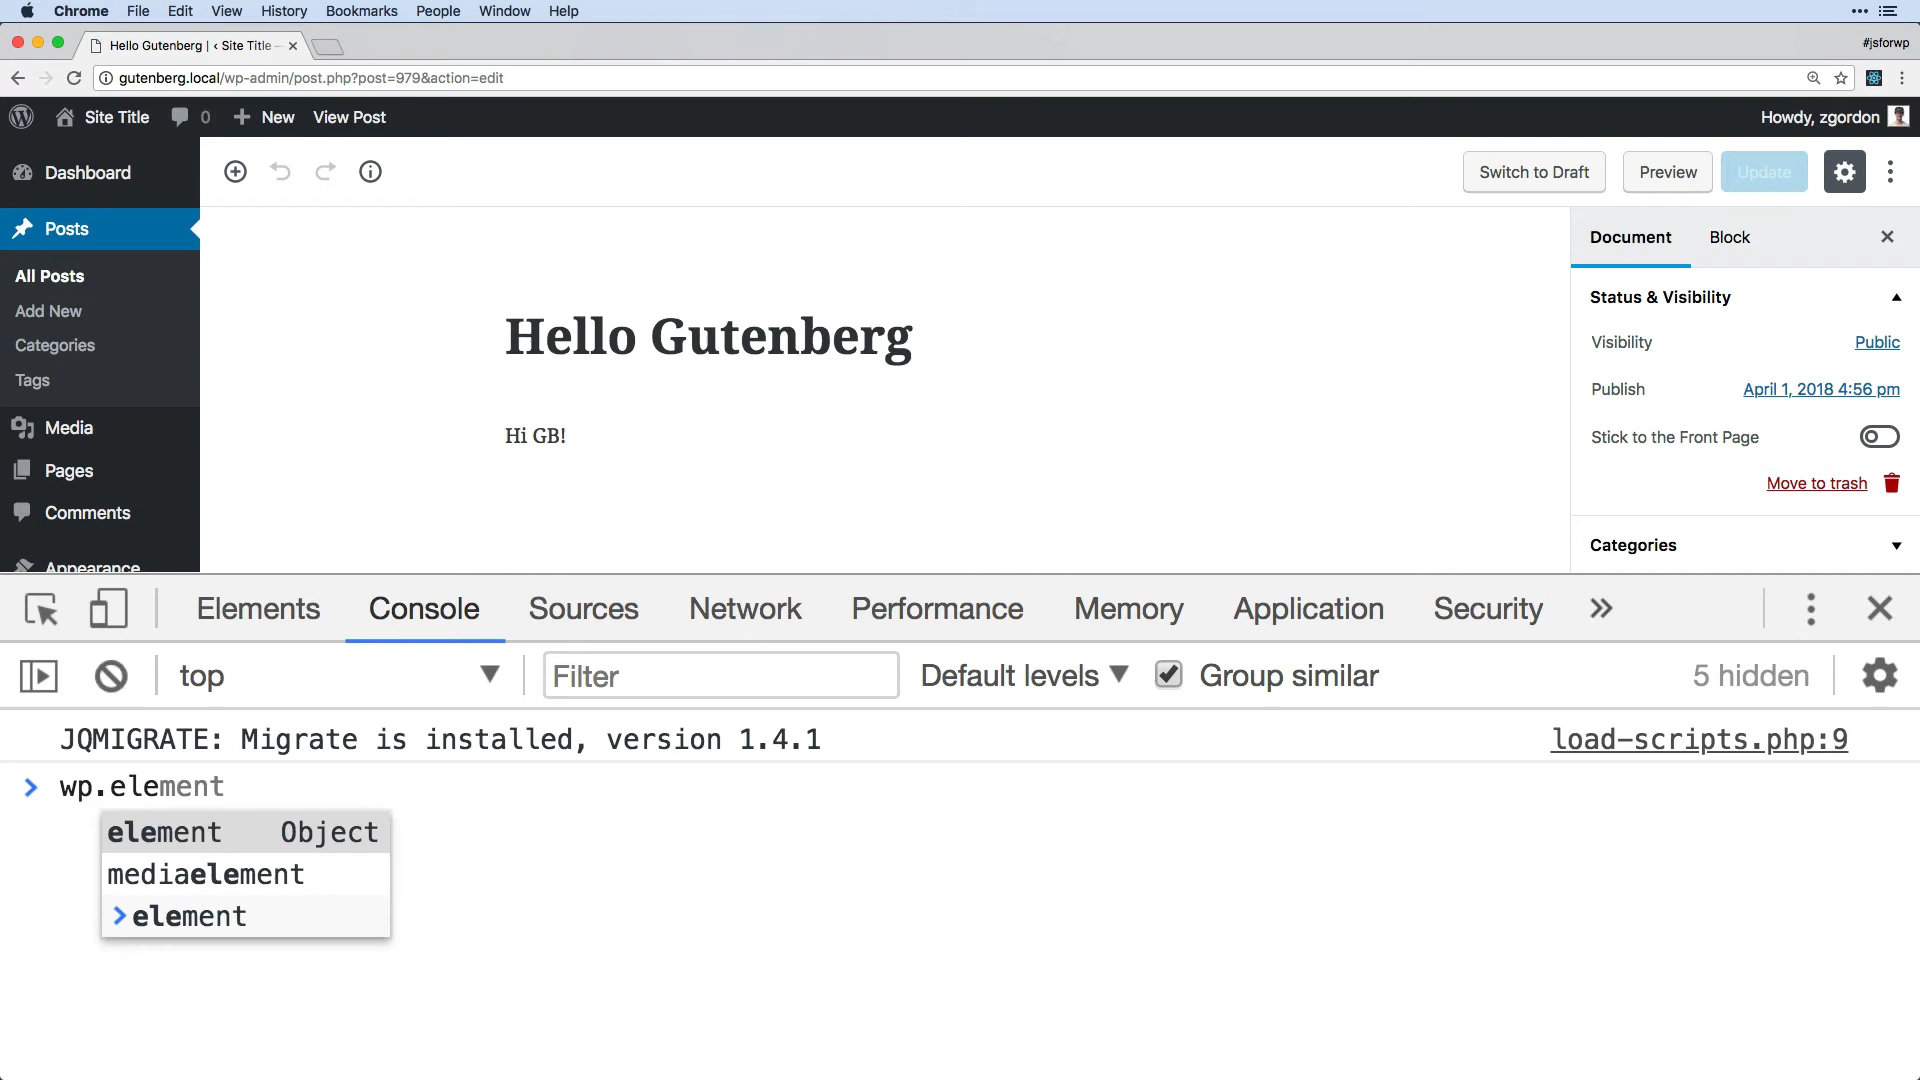 Chrome File Edit View History Bookmarks People Window Help
Hello Gutenberg | ‹ Site Title –
#jsforwp
gutenberg.local/wp-admin/post.php?post=979&action=edit
Site Title 0 New View Post Howdy, zgordon
Dashboard
Posts
All Posts
Add New
Categories
Tags
Media
Pages
Comments
Appearance
Switch to Draft Preview Update
Hello Gutenberg
Hi GB!
Document Block
Status & Visibility
Visibility Public
Publish April 1, 2018 4:56 pm
Stick to the Front Page
Move to trash
Categories
Elements Console Sources Network Performance Memory Application Security
top Filter Default levels Group similar 5 hidden
JQMIGRATE: Migrate is installed, version 1.4.1 load-scripts.php:9
wp.element
element Object
mediaelement
element